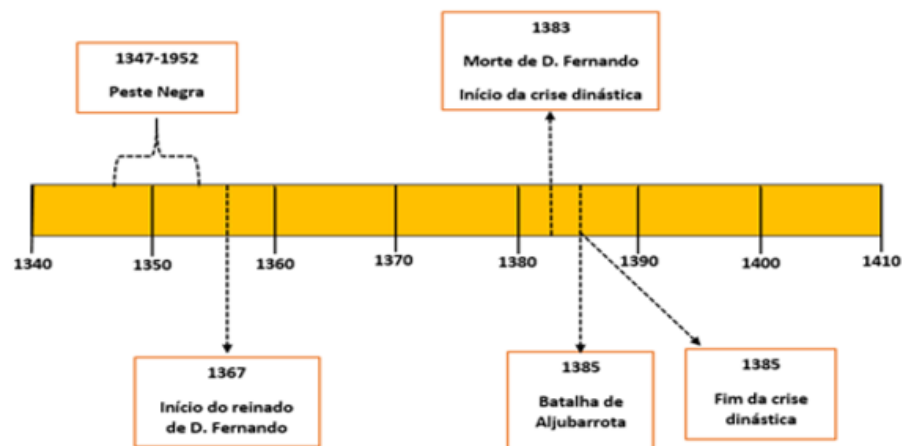 1347-1952
Peste Negra
1383
Morte de D. Fernando
Início da crise dinástica
1340
1350
1360
1370
1380
1390
1400
1410
1367
Início do reinado
de D. Fernando
1385
Batalha de
Aljubarrota
1385
Fim da crise
dinástica